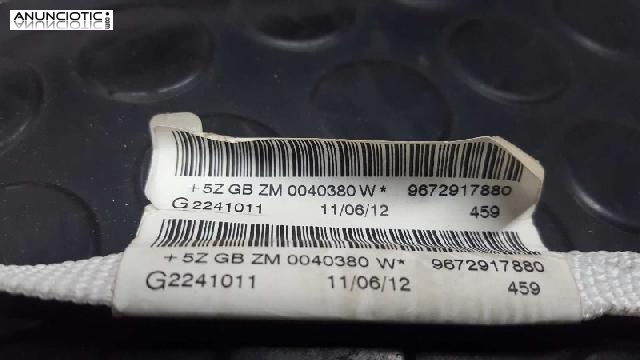 ANUNCIOTIC
.com
+5Z GB ZM 0040380 W* 9672917880
G2241011 11/06/12 459
+5Z GB ZM 0040380 W* 9672917880
G2241011 11/06/12 459